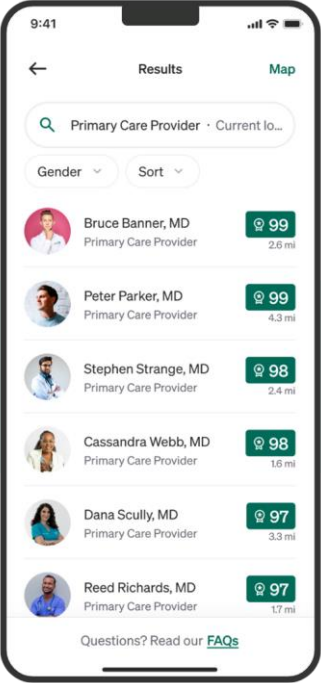 9:41
Results
Map
Primary Care Provider · Current lo...
Gender
Sort
Bruce Banner, MD
Primary Care Provider
99
2.6 mi
Peter Parker, MD
Primary Care Provider
99
4.3 mi
Stephen Strange, MD
Primary Care Provider
98
2.4 mi
Cassandra Webb, MD
Primary Care Provider
98
1.6 mi
Dana Scully, MD
Primary Care Provider
97
3.3 mi
Reed Richards, MD
Primary Care Provider
97
1.7 mi
Questions? Read our FAQs